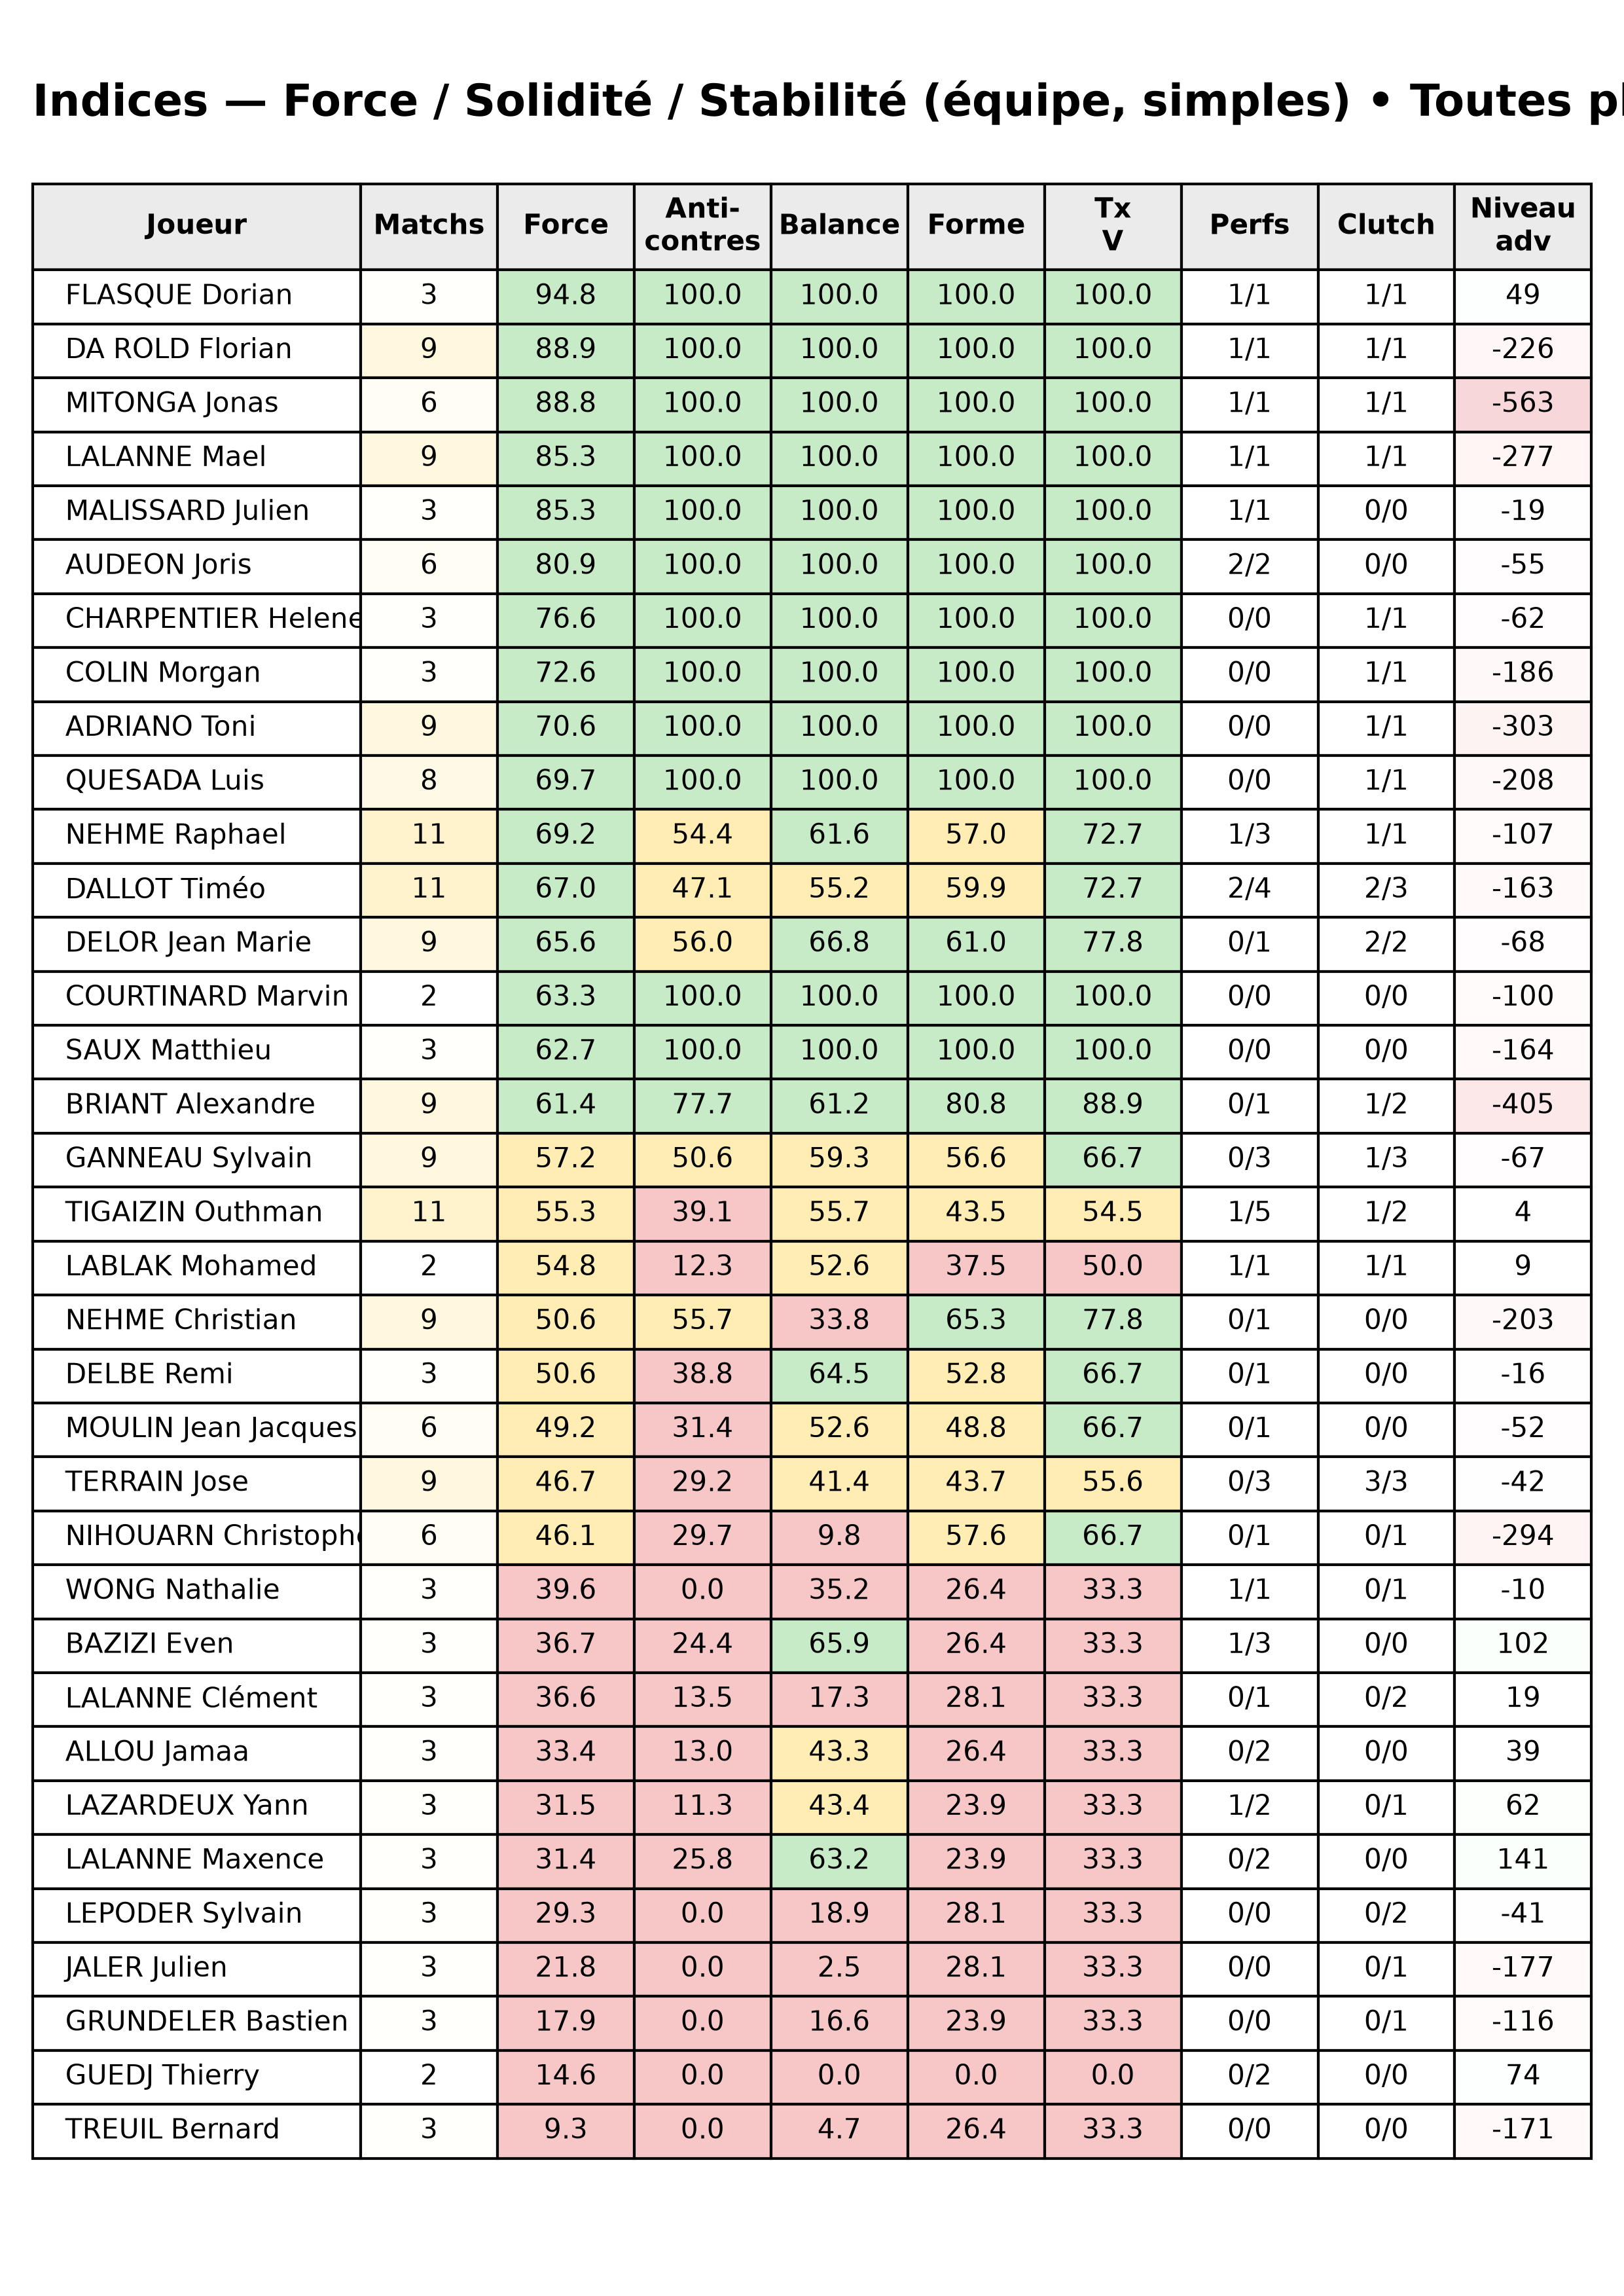 Indices — Force / Solidité / Stabilité (équipe, simples) • Toutes pl
Joueur Matchs Force Anti-contres Balance Forme Tx V Perfs Clutch Niveau adv
FLASQUE Dorian 3 94.8 100.0 100.0 100.0 100.0 1/1 1/1 49
DA ROLD Florian 9 88.9 100.0 100.0 100.0 100.0 1/1 1/1 -226
MITONGA Jonas 6 88.8 100.0 100.0 100.0 100.0 1/1 1/1 -563
LALANNE Mael 9 85.3 100.0 100.0 100.0 100.0 1/1 1/1 -277
MALISSARD Julien 3 85.3 100.0 100.0 100.0 100.0 1/1 0/0 -19
AUDEON Joris 6 80.9 100.0 100.0 100.0 100.0 2/2 0/0 -55
CHARPENTIER Helene 3 76.6 100.0 100.0 100.0 100.0 0/0 1/1 -62
COLIN Morgan 3 72.6 100.0 100.0 100.0 100.0 0/0 1/1 -186
ADRIANO Toni 9 70.6 100.0 100.0 100.0 100.0 0/0 1/1 -303
QUESADA Luis 8 69.7 100.0 100.0 100.0 100.0 0/0 1/1 -208
NEHME Raphael 11 69.2 54.4 61.6 57.0 72.7 1/3 1/1 -107
DALLOT Timéo 11 67.0 47.1 55.2 59.9 72.7 2/4 2/3 -163
DELOR Jean Marie 9 65.6 56.0 66.8 61.0 77.8 0/1 2/2 -68
COURTINARD Marvin 2 63.3 100.0 100.0 100.0 100.0 0/0 0/0 -100
SAUX Matthieu 3 62.7 100.0 100.0 100.0 100.0 0/0 0/0 -164
BRIANT Alexandre 9 61.4 77.7 61.2 80.8 88.9 0/1 1/2 -405
GANNEAU Sylvain 9 57.2 50.6 59.3 56.6 66.7 0/3 1/3 -67
TIGAIZIN Outhman 11 55.3 39.1 55.7 43.5 54.5 1/5 1/2 4
LABLAK Mohamed 2 54.8 12.3 52.6 37.5 50.0 1/1 1/1 9
NEHME Christian 9 50.6 55.7 33.8 65.3 77.8 0/1 0/0 -203
DELBE Remi 3 50.6 38.8 64.5 52.8 66.7 0/1 0/0 -16
MOULIN Jean Jacques 6 49.2 31.4 52.6 48.8 66.7 0/1 0/0 -52
TERRAIN Jose 9 46.7 29.2 41.4 43.7 55.6 0/3 3/3 -42
NIHOUARN Christophe 6 46.1 29.7 9.8 57.6 66.7 0/1 0/1 -294
WONG Nathalie 3 39.6 0.0 35.2 26.4 33.3 1/1 0/1 -10
BAZIZI Even 3 36.7 24.4 65.9 26.4 33.3 1/3 0/0 102
LALANNE Clément 3 36.6 13.5 17.3 28.1 33.3 0/1 0/2 19
ALLOU Jamaa 3 33.4 13.0 43.3 26.4 33.3 0/2 0/0 39
LAZARDEUX Yann 3 31.5 11.3 43.4 23.9 33.3 1/2 0/1 62
LALANNE Maxence 3 31.4 25.8 63.2 23.9 33.3 0/2 0/0 141
LEPODER Sylvain 3 29.3 0.0 18.9 28.1 33.3 0/0 0/2 -41
JALER Julien 3 21.8 0.0 2.5 28.1 33.3 0/0 0/1 -177
GRUNDELER Bastien 3 17.9 0.0 16.6 23.9 33.3 0/0 0/1 -116
GUEDJ Thierry 2 14.6 0.0 0.0 0.0 0.0 0/2 0/0 74
TREUIL Bernard 3 9.3 0.0 4.7 26.4 33.3 0/0 0/0 -171